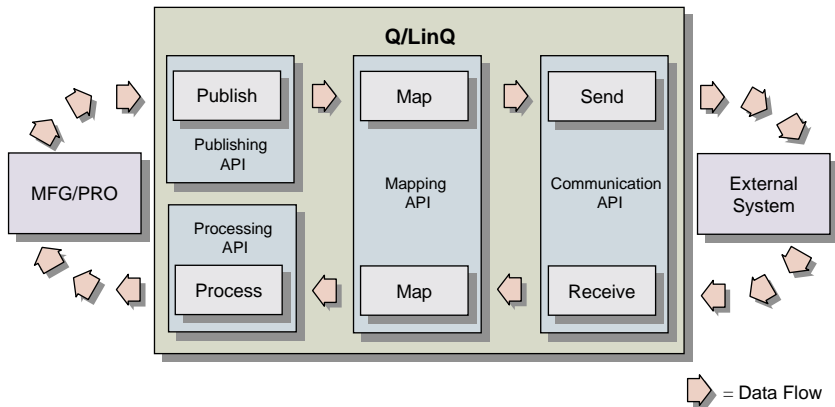 Q/LinQ
Publish
Map
Send
Publishing
API
MFG/PRO
Mapping
API
Communication
API
External
System
Processing
API
Process
Map
Receive
= Data Flow